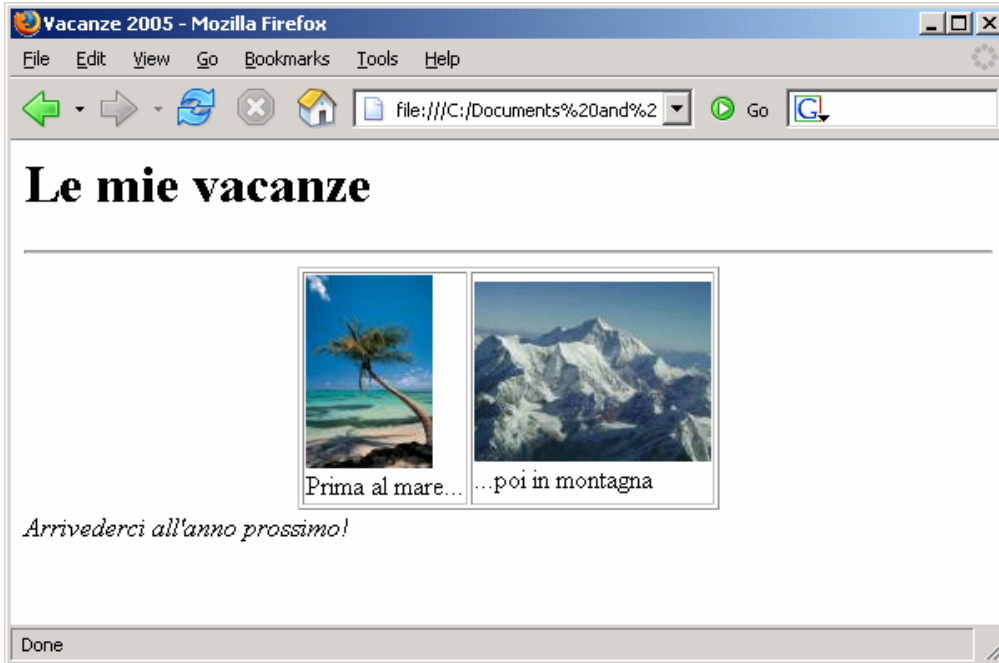 Vacanze 2005 - Mozilla Firefox
File Edit View Go Bookmarks Tools Help
file:///C:/Documents%20and%2 Go G
Le mie vacanze
Prima al mare... ...poi in montagna
Arrivederci all'anno prossimo!
Done